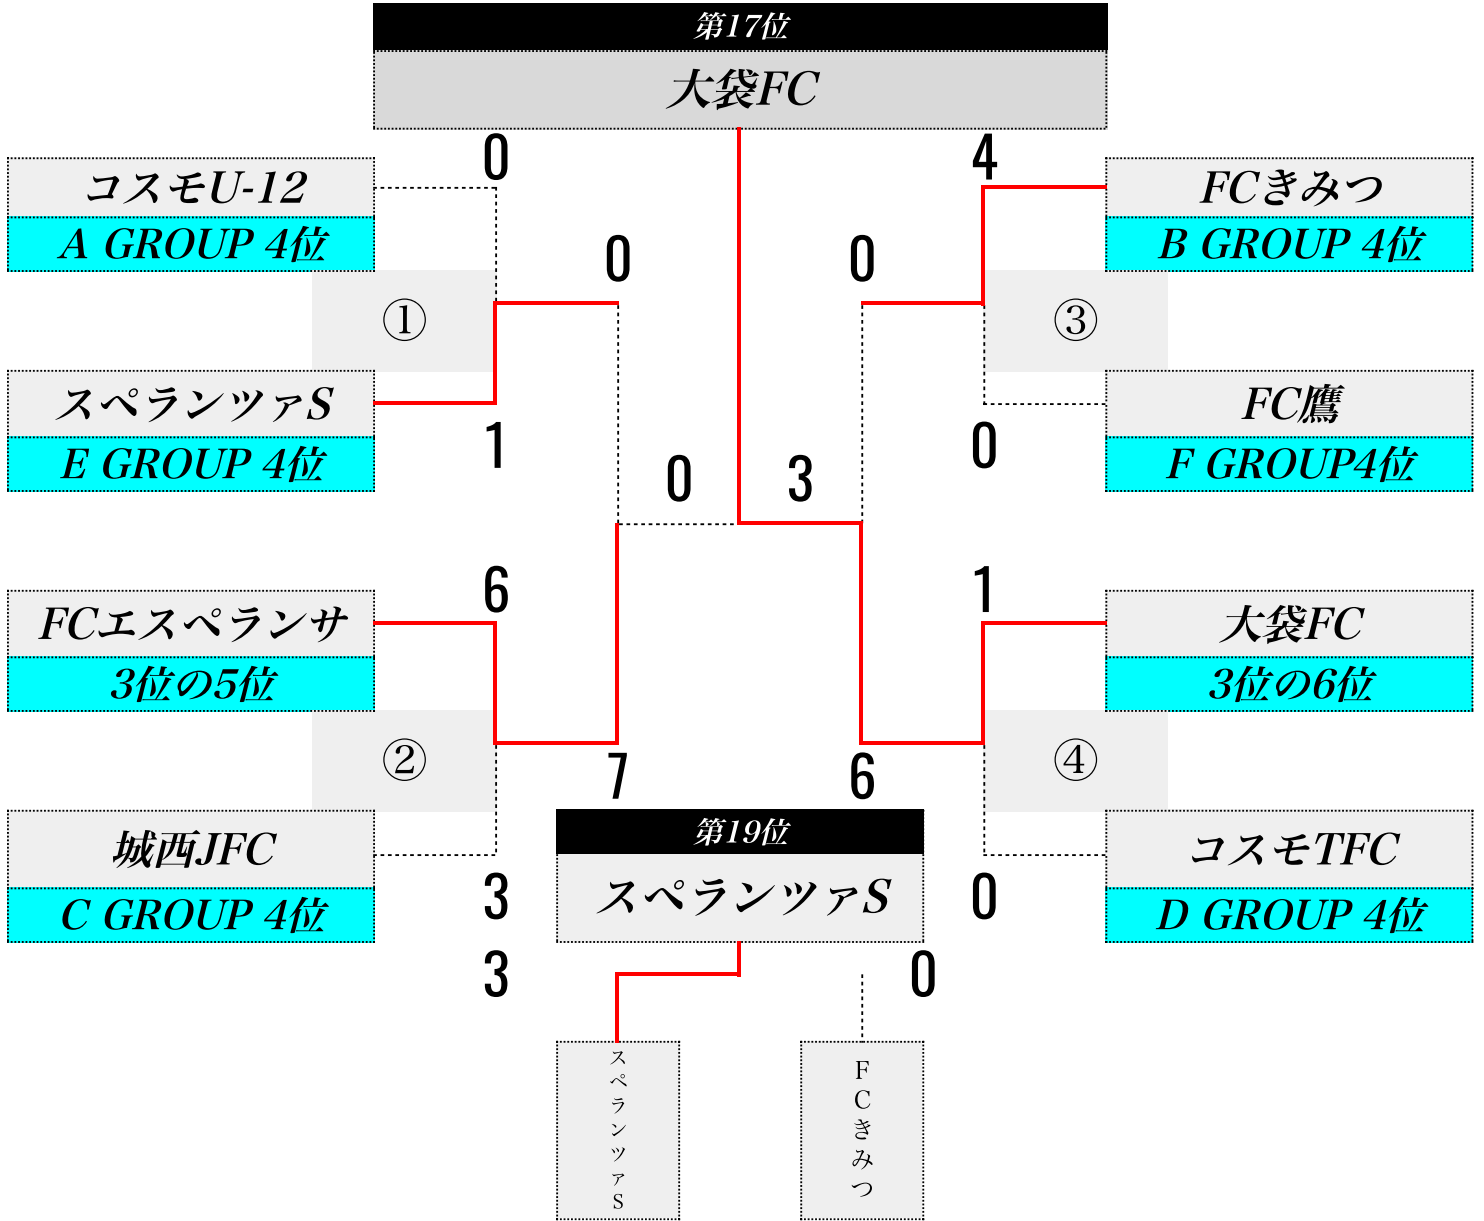 第17位
大袋FC
0
4
コスモU-12
A GROUP 4位
FCきみつ
B GROUP 4位
0
0
①
③
スペランツァS
E GROUP 4位
FC鷹
F GROUP4位
1
0
0
3
6
1
FCエスペランサ
3位の5位
大袋FC
3位の6位
②
④
7
6
城西JFC
C GROUP 4位
第19位
スペランツァS
コスモTFC
D GROUP 4位
3
0
3
0
スペランツァS
FCきみつ